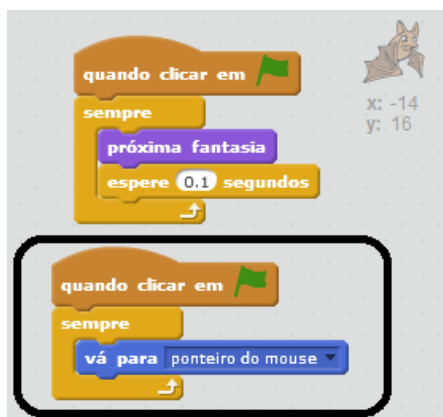 quando clicar em
sempre
próxima fantasia
espere 0.1 segundos
x: -14
y: 16
quando clicar em
sempre
vá para ponteiro do mouse